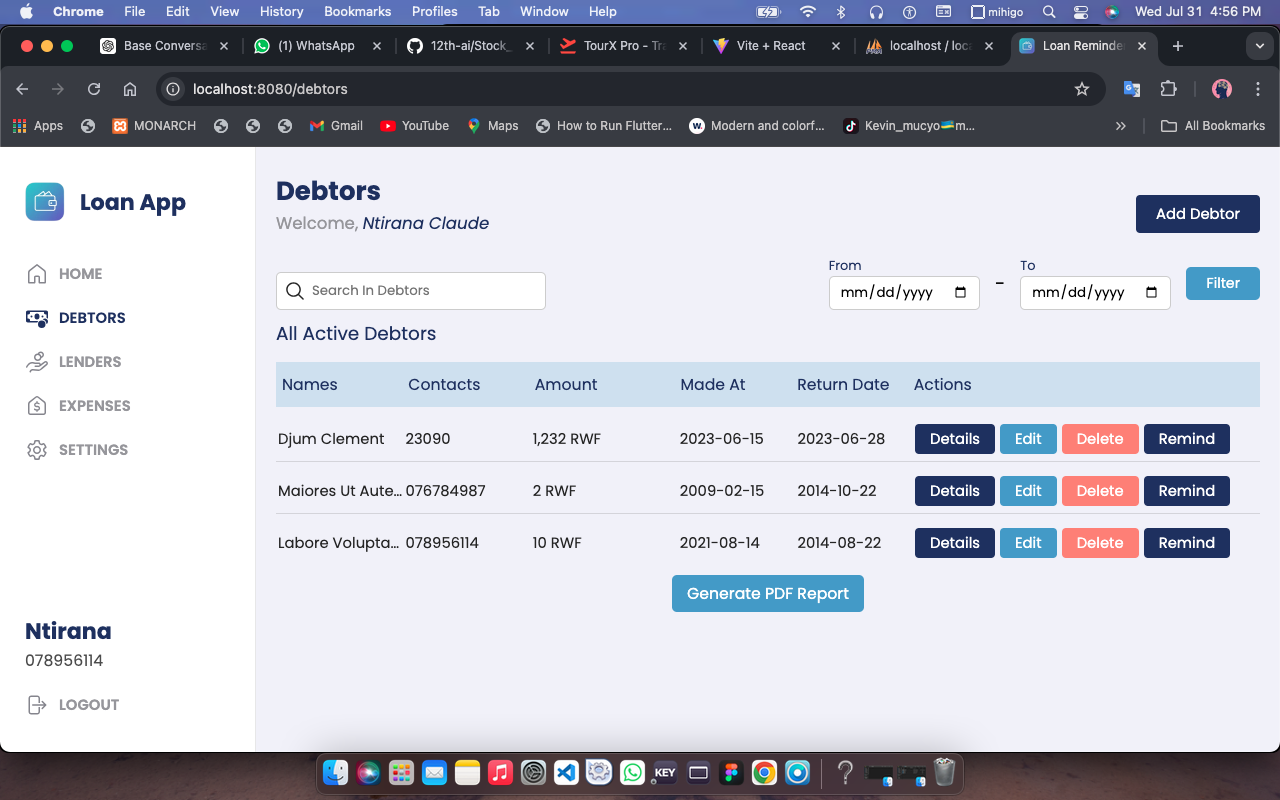 Chrome File Edit View History Bookmarks Profiles Tab Window Help mihigo Wed Jul 31 4:56 PM
Base Conversa (1) WhatsApp 12th-ai/Stock_ TourX Pro - Tra Vite + React localhost / loca Loan Reminde
localhost:8080/debtors
Apps MONARCH Gmail YouTube Maps How to Run Flutter... Modern and colorf... Kevin_mucyo🇷🇼m... All Bookmarks
Loan App
HOME
DEBTORS
LENDERS
EXPENSES
SETTINGS
Ntirana
078956114
LOGOUT
Debtors
Welcome, Ntirana Claude
Add Debtor
Search In Debtors
From
mm/dd/yyyy
-
To
mm/dd/yyyy
Filter
All Active Debtors
Names Contacts Amount Made At Return Date Actions
Djum Clement 23090 1,232 RWF 2023-06-15 2023-06-28 Details Edit Delete Remind
Maiores Ut Aute... 076784987 2 RWF 2009-02-15 2014-10-22 Details Edit Delete Remind
Labore Volupta... 078956114 10 RWF 2021-08-14 2014-08-22 Details Edit Delete Remind
Generate PDF Report
KEY